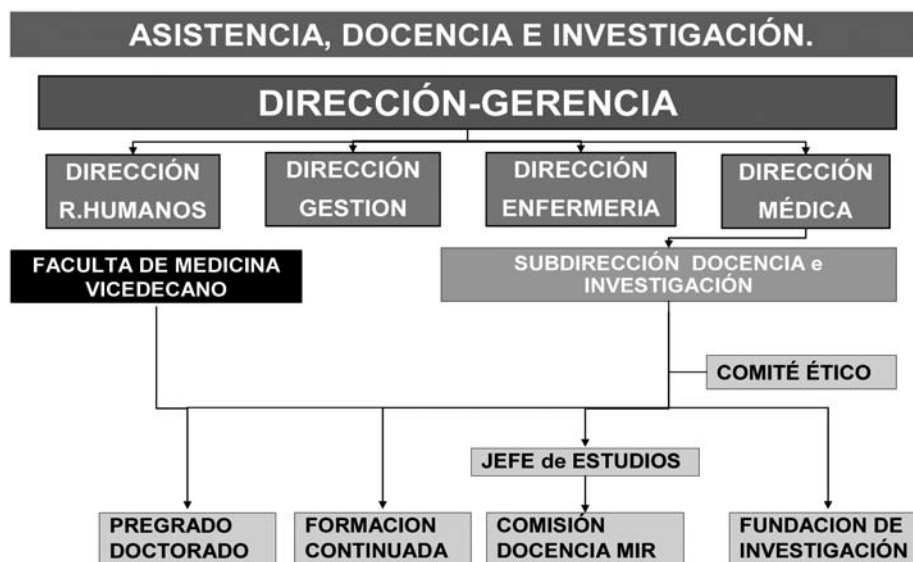 ASISTENCIA, DOCENCIA E INVESTIGACIÓN.
DIRECCIÓN-GERENCIA
DIRECCIÓN
R.HUMANOS
DIRECCIÓN
GESTION
DIRECCIÓN
ENFERMERIA
DIRECCIÓN
MÉDICA
FACULTA DE MEDICINA
VICEDECANO
SUBDIRECCIÓN DOCENCIA e
INVESTIGACIÓN
COMITÉ ÉTICO
JEFE de ESTUDIOS
PREGRADO
DOCTORADO
FORMACION
CONTINUADA
COMISIÓN
DOCENCIA MIR
FUNDACION DE
INVESTIGACIÓN